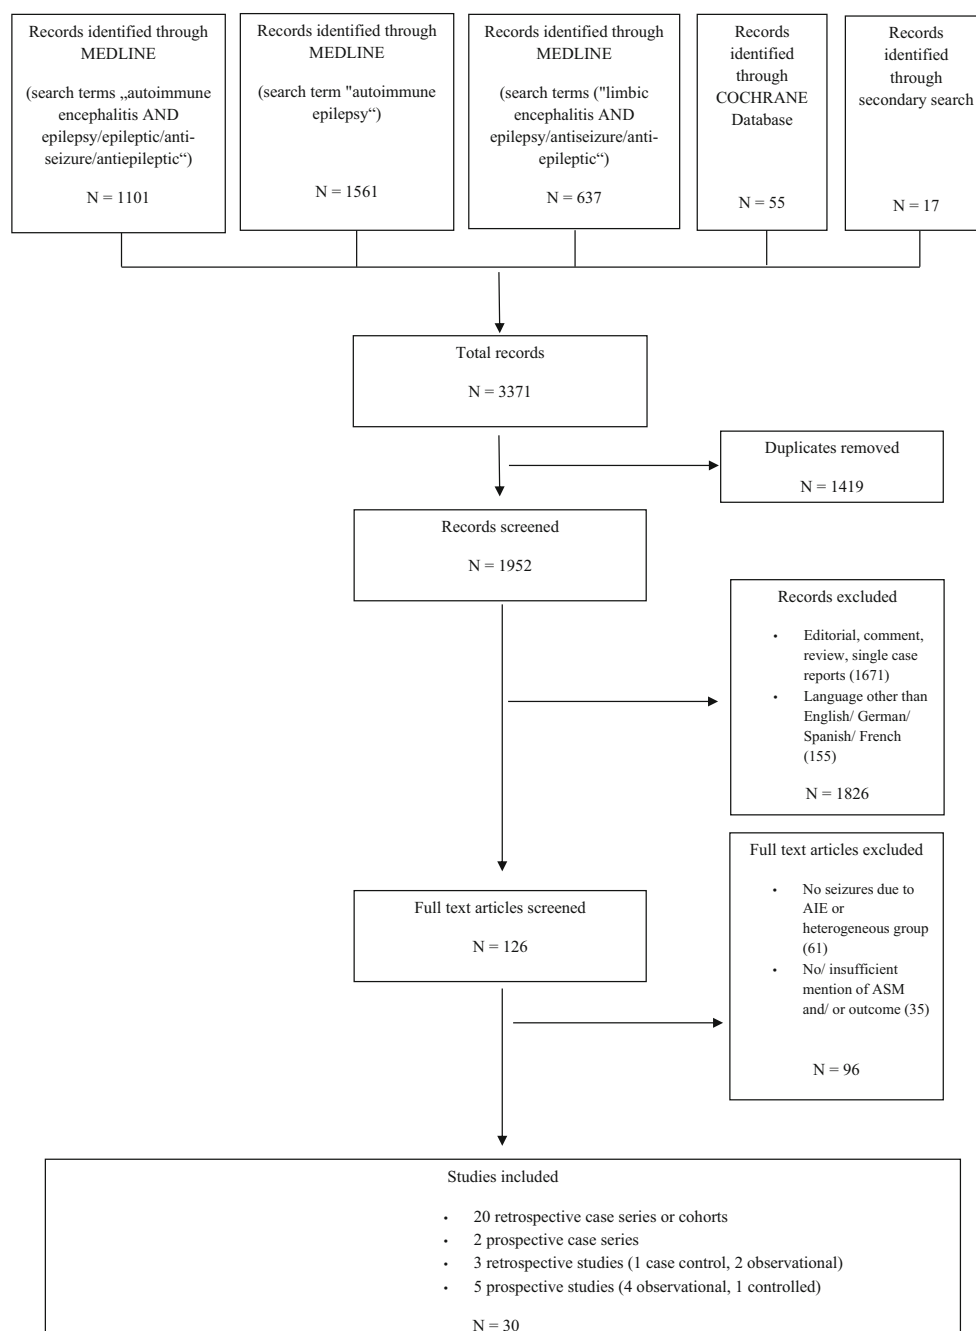 Records identified through
MEDLINE
(search terms „autoimmune
encephalitis AND
epilepsy/epileptic/anti-
seizure/antiepileptic“)
N = 1101
Records identified through
MEDLINE
(search term "autoimmune
epilepsy“)
N = 1561
Records identified through
MEDLINE
(search terms ("limbic
encephalitis AND
epilepsy/antiseizure/anti-
epileptic“)
N = 637
Records
identified
through
COCHRANE
Database
N = 55
Records
identified
through
secondary search
N = 17
Total records
N = 3371
Duplicates removed
N = 1419
Records screened
N = 1952
Records excluded
• Editorial, comment,
review, single case
reports (1671)
• Language other than
English/ German/
Spanish/ French
(155)
N = 1826
Full text articles screened
N = 126
Full text articles excluded
• No seizures due to
AIE or
heterogeneous group
(61)
• No/ insufficient
mention of ASM
and/ or outcome (35)
N = 96
Studies included
• 20 retrospective case series or cohorts
• 2 prospective case series
• 3 retrospective studies (1 case control, 2 observational)
• 5 prospective studies (4 observational, 1 controlled)
N = 30